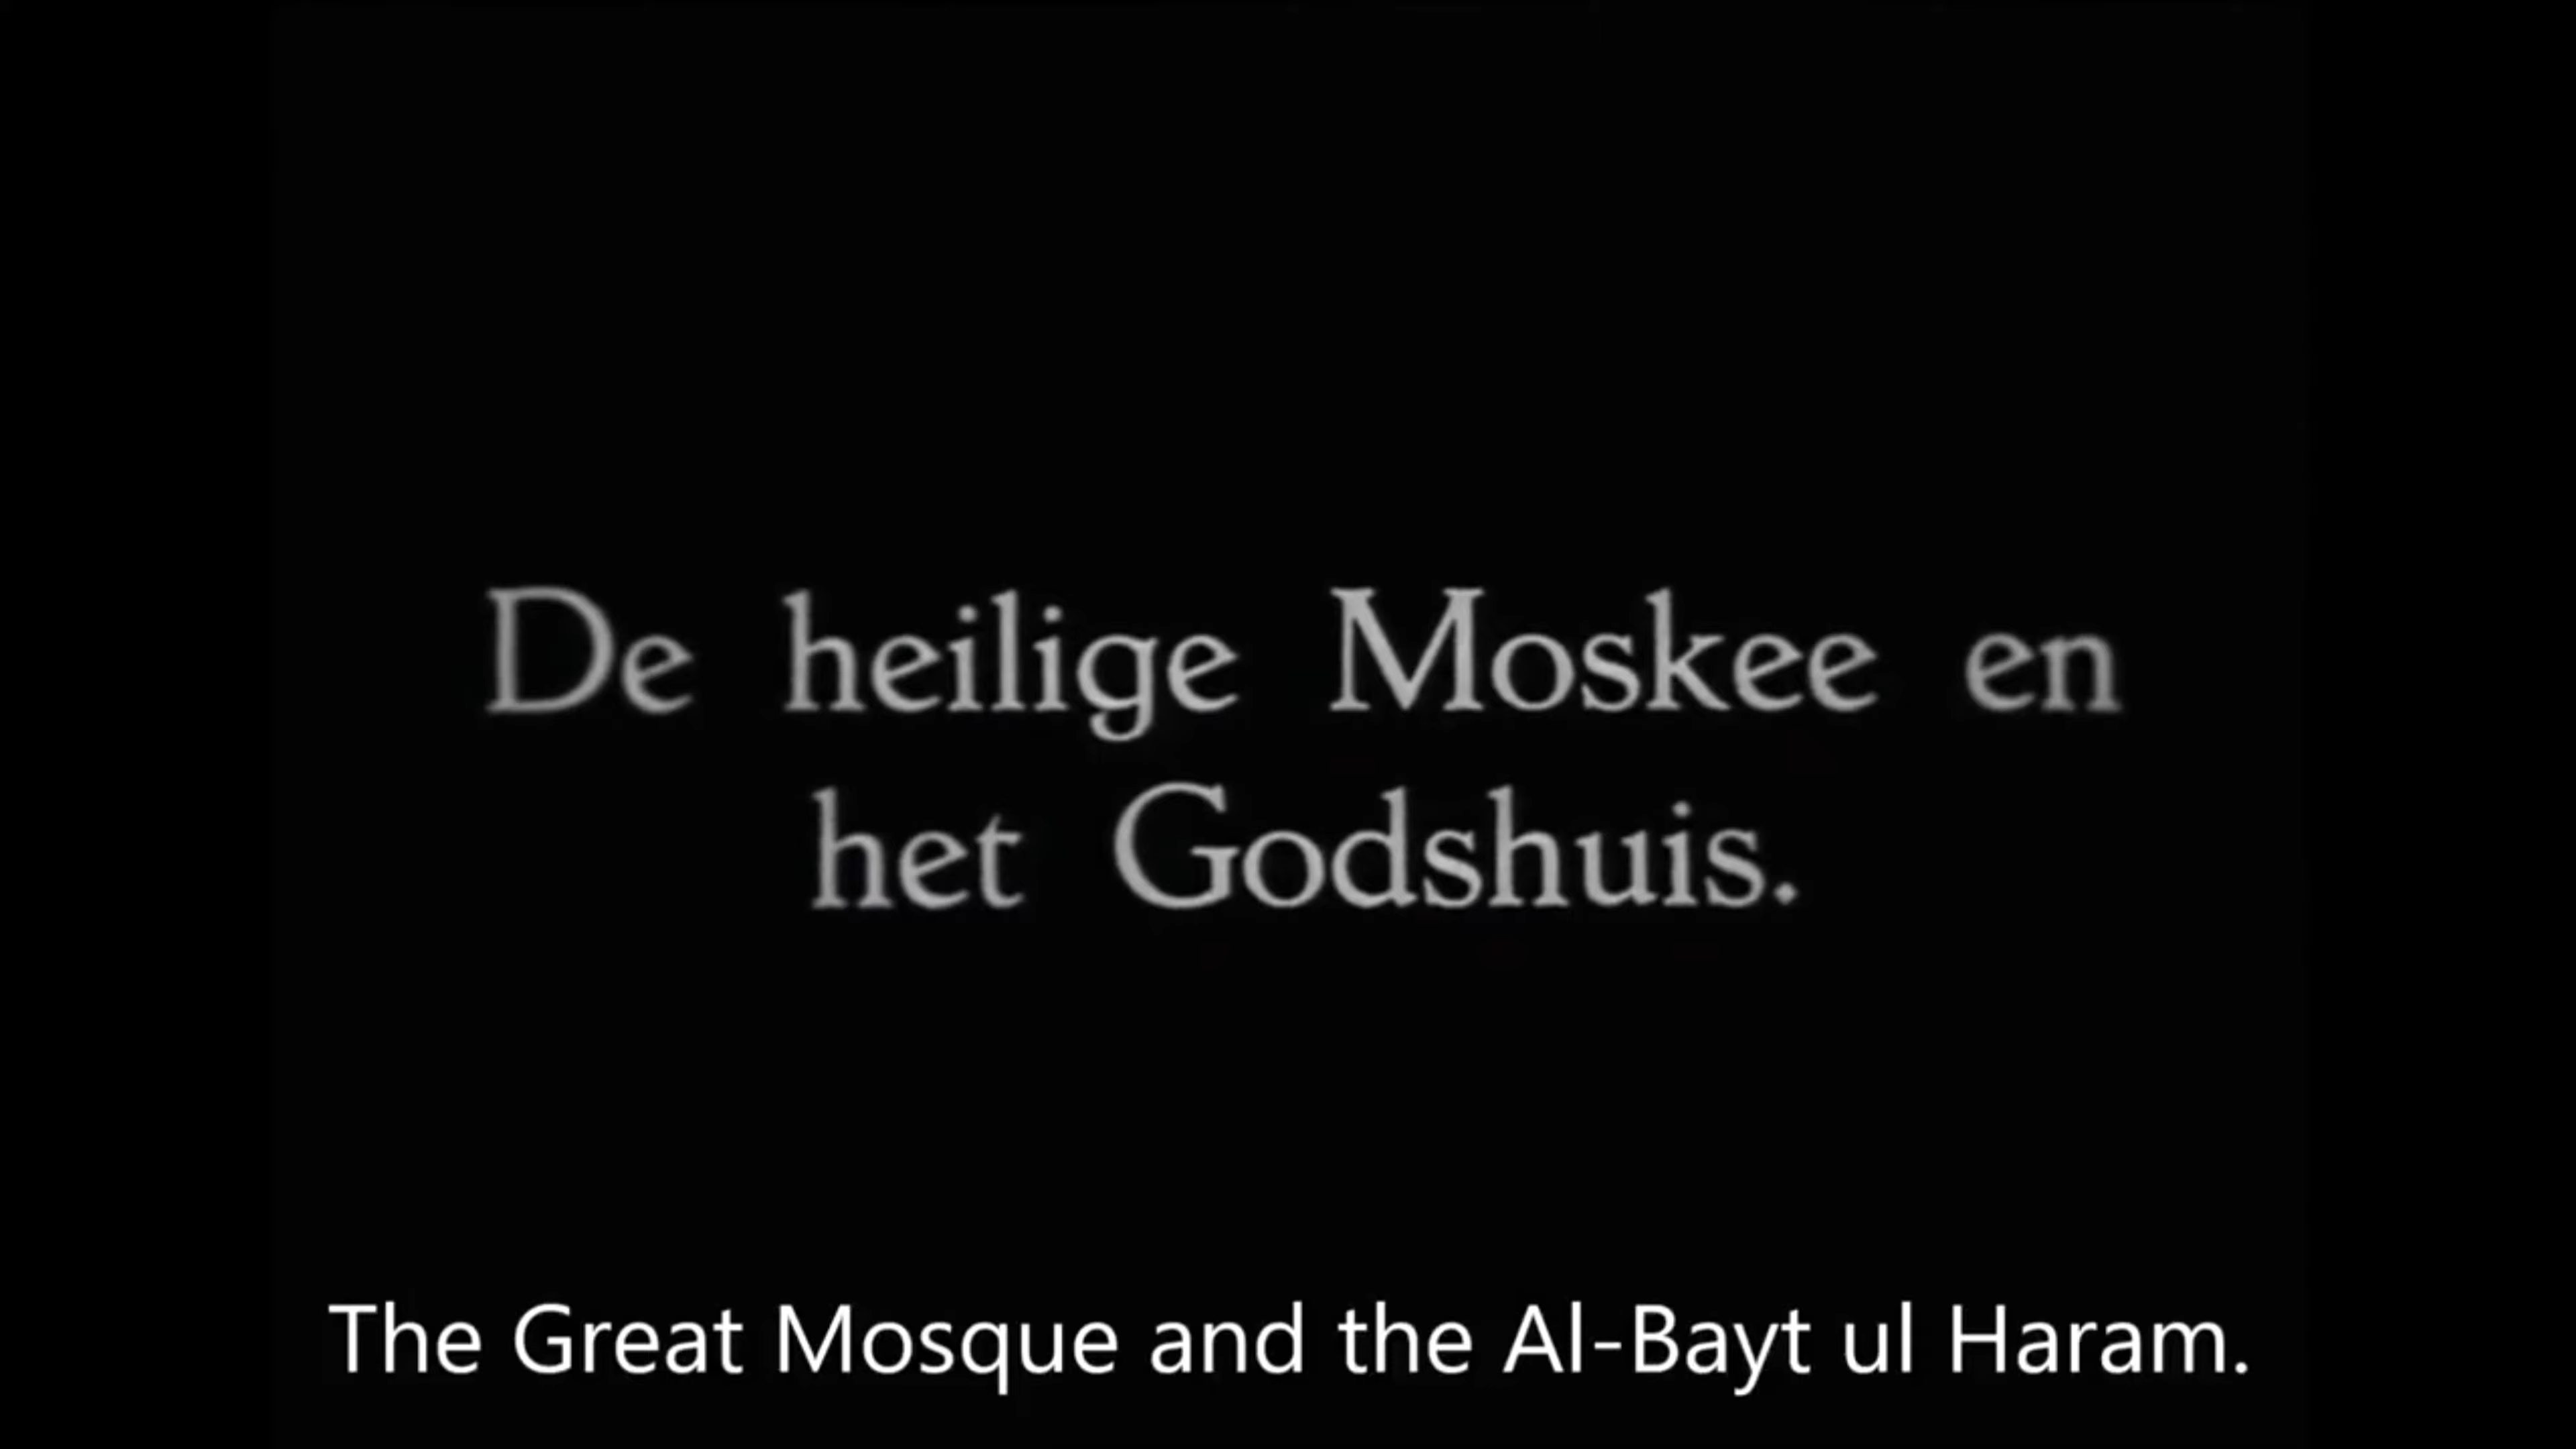 De heilige Moskee en
het Godshuis.
The Great Mosque and the Al-Bayt ul Haram.